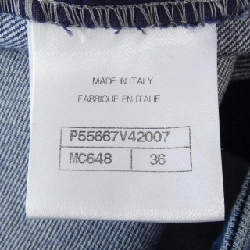 MADE IN ITALY
FABRIQUE EN ITALIE
P55667V42007
MC648 36